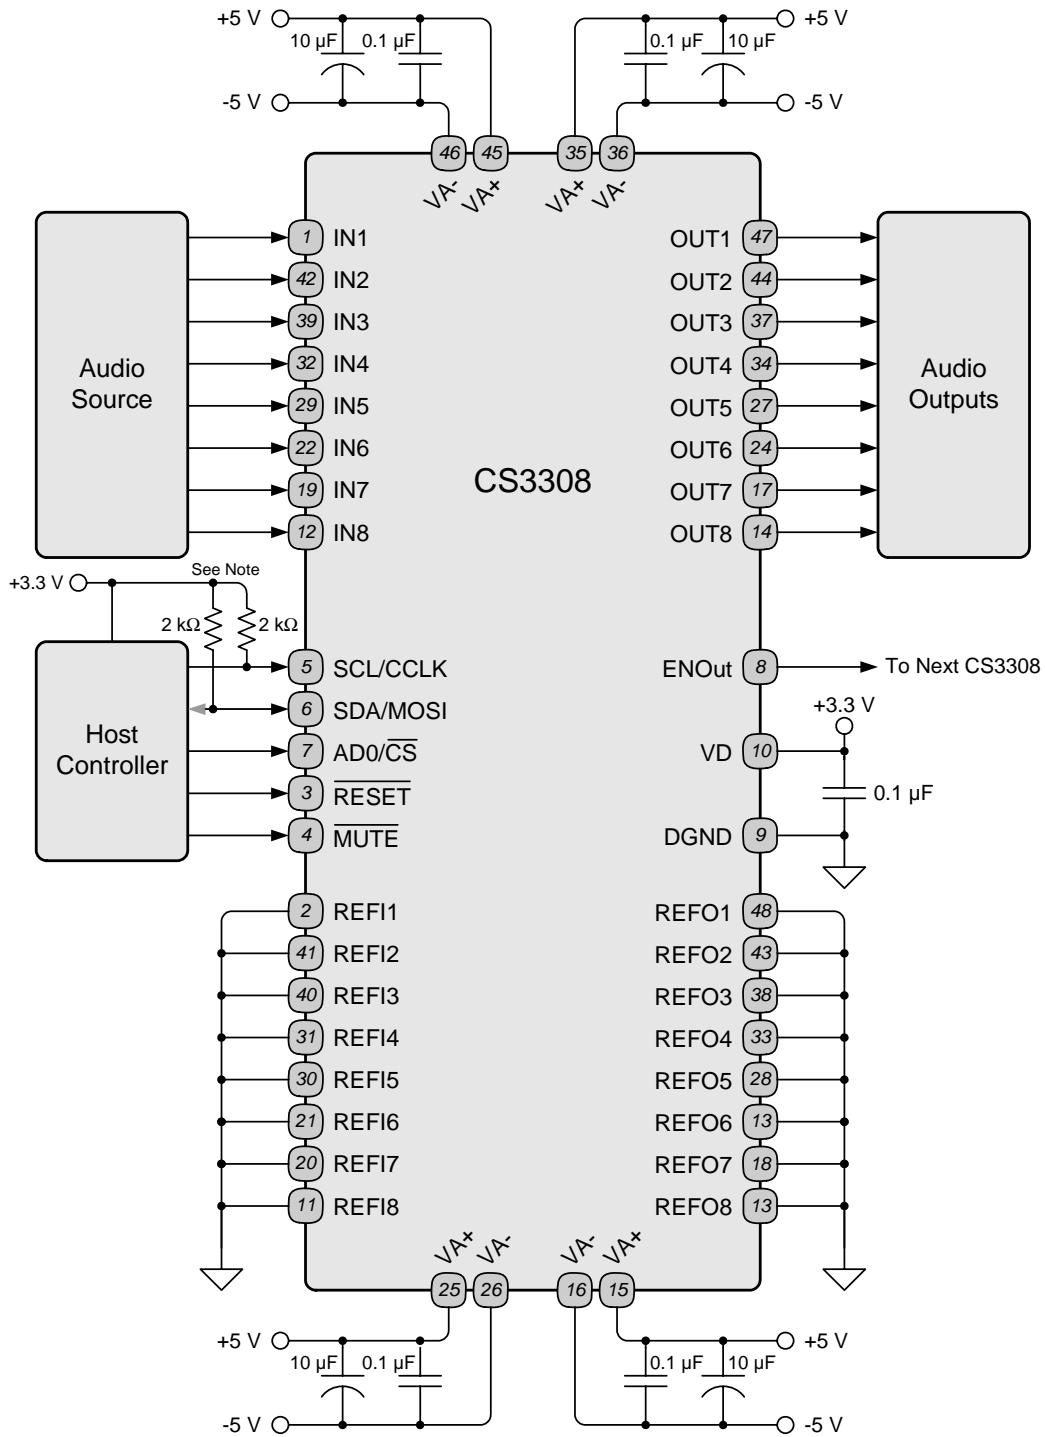 +5 V
10 µF
0.1 µF
-5 V
+5 V
0.1 µF
10 µF
-5 V
46
45
35
36
VA-
VA+
VA+
VA-
Audio
Source
1 IN1
42 IN2
39 IN3
32 IN4
29 IN5
22 IN6
19 IN7
12 IN8
CS3308
OUT1 47
OUT2 44
OUT3 37
OUT4 34
OUT5 27
OUT6 24
OUT7 17
OUT8 14
Audio
Outputs
+3.3 V
See Note
2 kΩ
2 kΩ
Host
Controller
5 SCL/CCLK
6 SDA/MOSI
7 AD0/CS
3 RESET
4 MUTE
ENOut 8
To Next CS3308
+3.3 V
VD 10
0.1 µF
DGND 9
2 REFI1
41 REFI2
40 REFI3
31 REFI4
30 REFI5
21 REFI6
20 REFI7
11 REFI8
REFO1 48
REFO2 43
REFO3 38
REFO4 33
REFO5 28
REFO6 13
REFO7 18
REFO8 13
VA+
VA-
VA-
VA+
25
26
16
15
+5 V
10 µF
0.1 µF
-5 V
+5 V
0.1 µF
10 µF
-5 V